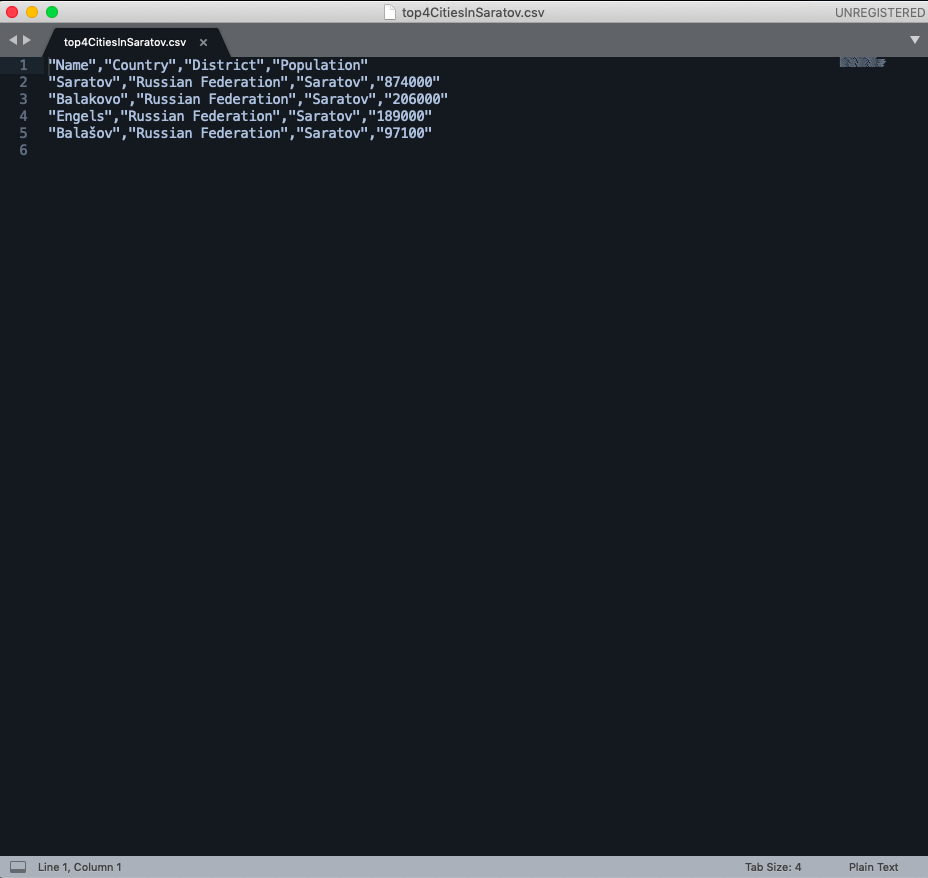 top4CitiesInSaratov.csv
UNREGISTERED
top4CitiesInSaratov.csv ×
1 "Name","Country","District","Population"
2 "Saratov","Russian Federation","Saratov","874000"
3 "Balakovo","Russian Federation","Saratov","206000"
4 "Engels","Russian Federation","Saratov","189000"
5 "Balašov","Russian Federation","Saratov","97100"
6
Line 1, Column 1
Tab Size: 4
Plain Text